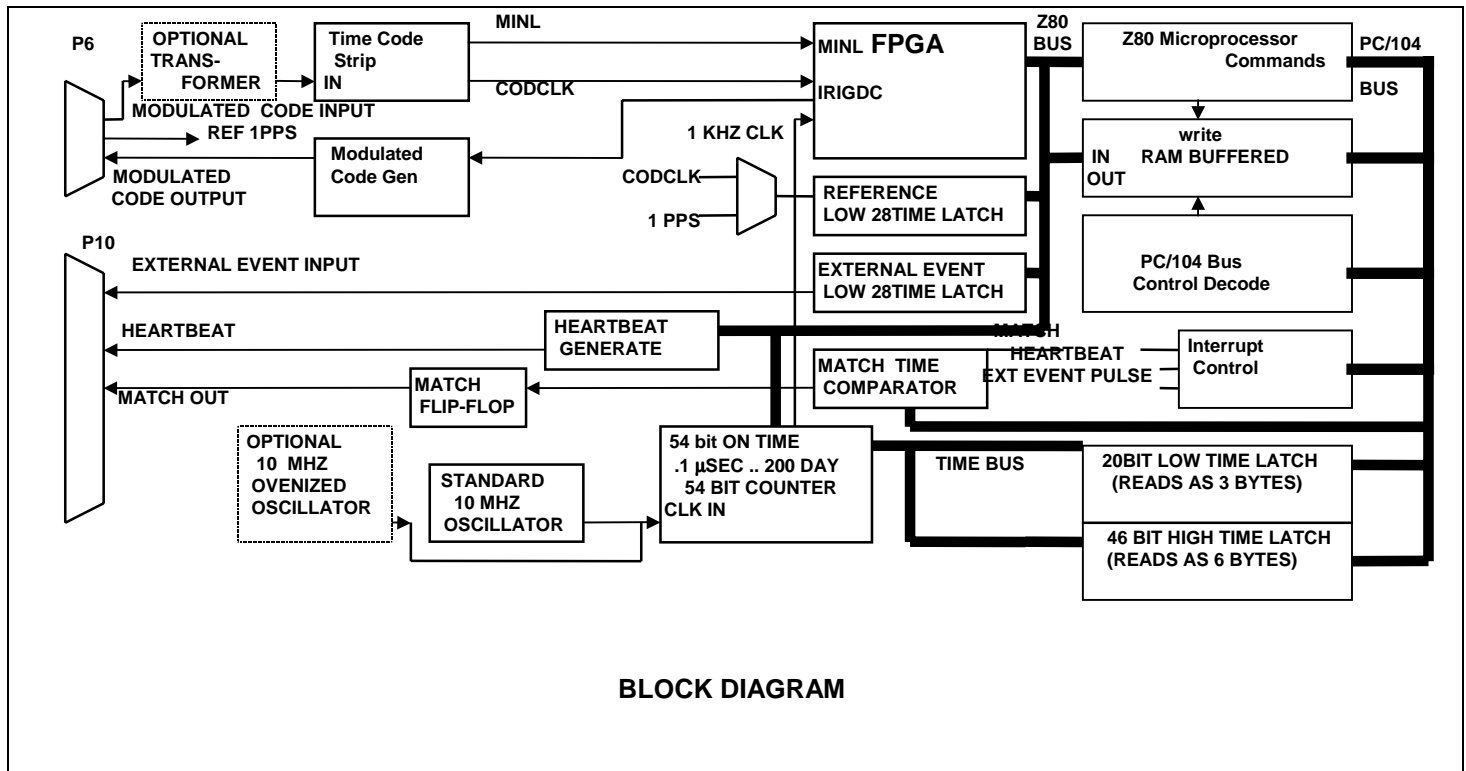 P6
OPTIONAL
TRANS-
FORMER
Time Code
Strip
IN
MINL
CODCLK
MINL FPGA
IRIGDC
Z80
BUS
Z80 Microprocessor
Commands
PC/104
BUS
MODULATED CODE INPUT
REF 1PPS
MODULATED
CODE OUTPUT
Modulated
Code Gen
1 KHZ CLK
CODCLK
1 PPS
REFERENCE
LOW 28TIME LATCH
write
RAM BUFFERED
IN
OUT
P10
EXTERNAL EVENT INPUT
EXTERNAL EVENT
LOW 28TIME LATCH
PC/104 Bus
Control Decode
HEARTBEAT
HEARTBEAT
GENERATE
MATCH
HEARTBEAT
EXT EVENT PULSE
Interrupt
Control
MATCH OUT
MATCH
FLIP-FLOP
MATCH TIME
COMPARATOR
OPTIONAL
10 MHZ
OVENIZED
OSCILLATOR
STANDARD
10 MHZ
OSCILLATOR
54 bit ON TIME
.1 µSEC .. 200 DAY
54 BIT COUNTER
CLK IN
TIME BUS
20BIT LOW TIME LATCH
(READS AS 3 BYTES)
46 BIT HIGH TIME LATCH
(READS AS 6 BYTES)
BLOCK DIAGRAM